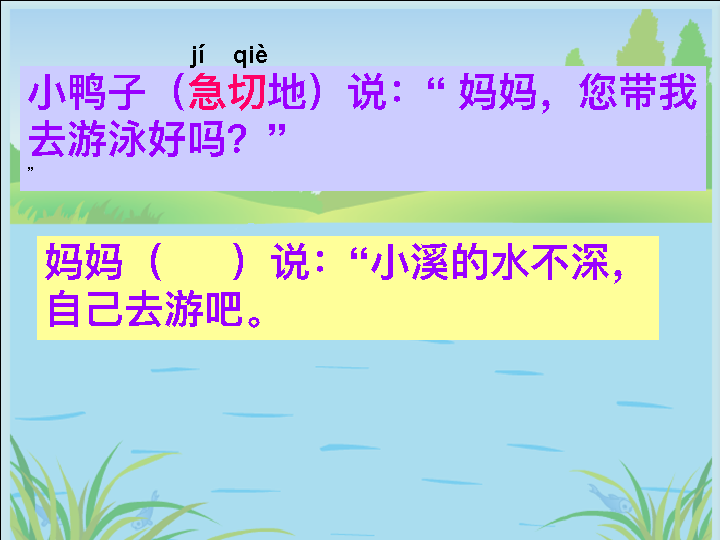 jí qiè
小鸭子（急切地）说：“ 妈妈，您带我
去游泳好吗？”
”
妈妈（ ）说：“小溪的水不深，
自己去游吧。